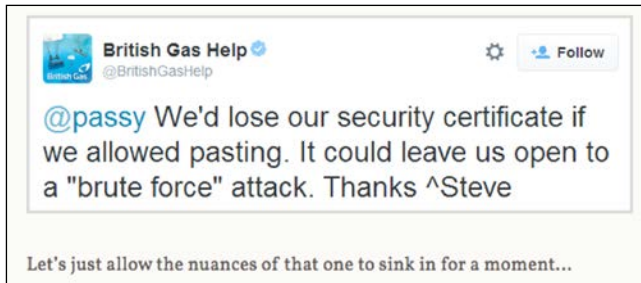 British Gas Help
@BritishGasHelp
Follow
British Gas
@passy We'd lose our security certificate if
we allowed pasting. It could leave us open to
a "brute force" attack. Thanks ^Steve
Let's just allow the nuances of that one to sink in for a moment...